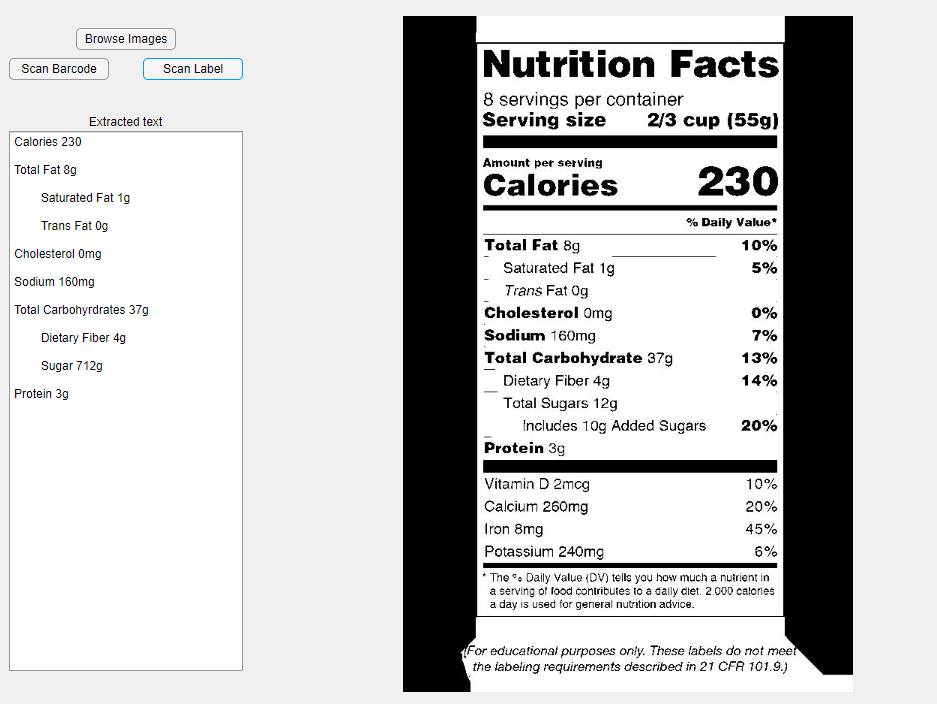 Browse Images
Scan Barcode
Scan Label
Extracted text
Calories 230
Total Fat 8g
Saturated Fat 1g
Trans Fat 0g
Cholesterol 0mg
Sodium 160mg
Total Carbohyrdrates 37g
Dietary Fiber 4g
Sugar 712g
Protein 3g
Nutrition Facts
8 servings per container
Serving size 2/3 cup (55g)
Amount per serving
Calories 230
% Daily Value*
Total Fat 8g 10%
Saturated Fat 1g 5%
Trans Fat 0g
Cholesterol 0mg 0%
Sodium 160mg 7%
Total Carbohydrate 37g 13%
Dietary Fiber 4g 14%
Total Sugars 12g
Includes 10g Added Sugars 20%
Protein 3g
Vitamin D 2mcg 10%
Calcium 260mg 20%
Iron 8mg 45%
Potassium 240mg 6%
* The % Daily Value (DV) tells you how much a nutrient in
a serving of food contributes to a daily diet. 2,000 calories
a day is used for general nutrition advice.
(For educational purposes only. These labels do not meet
the labeling requirements described in 21 CFR 101.9.)